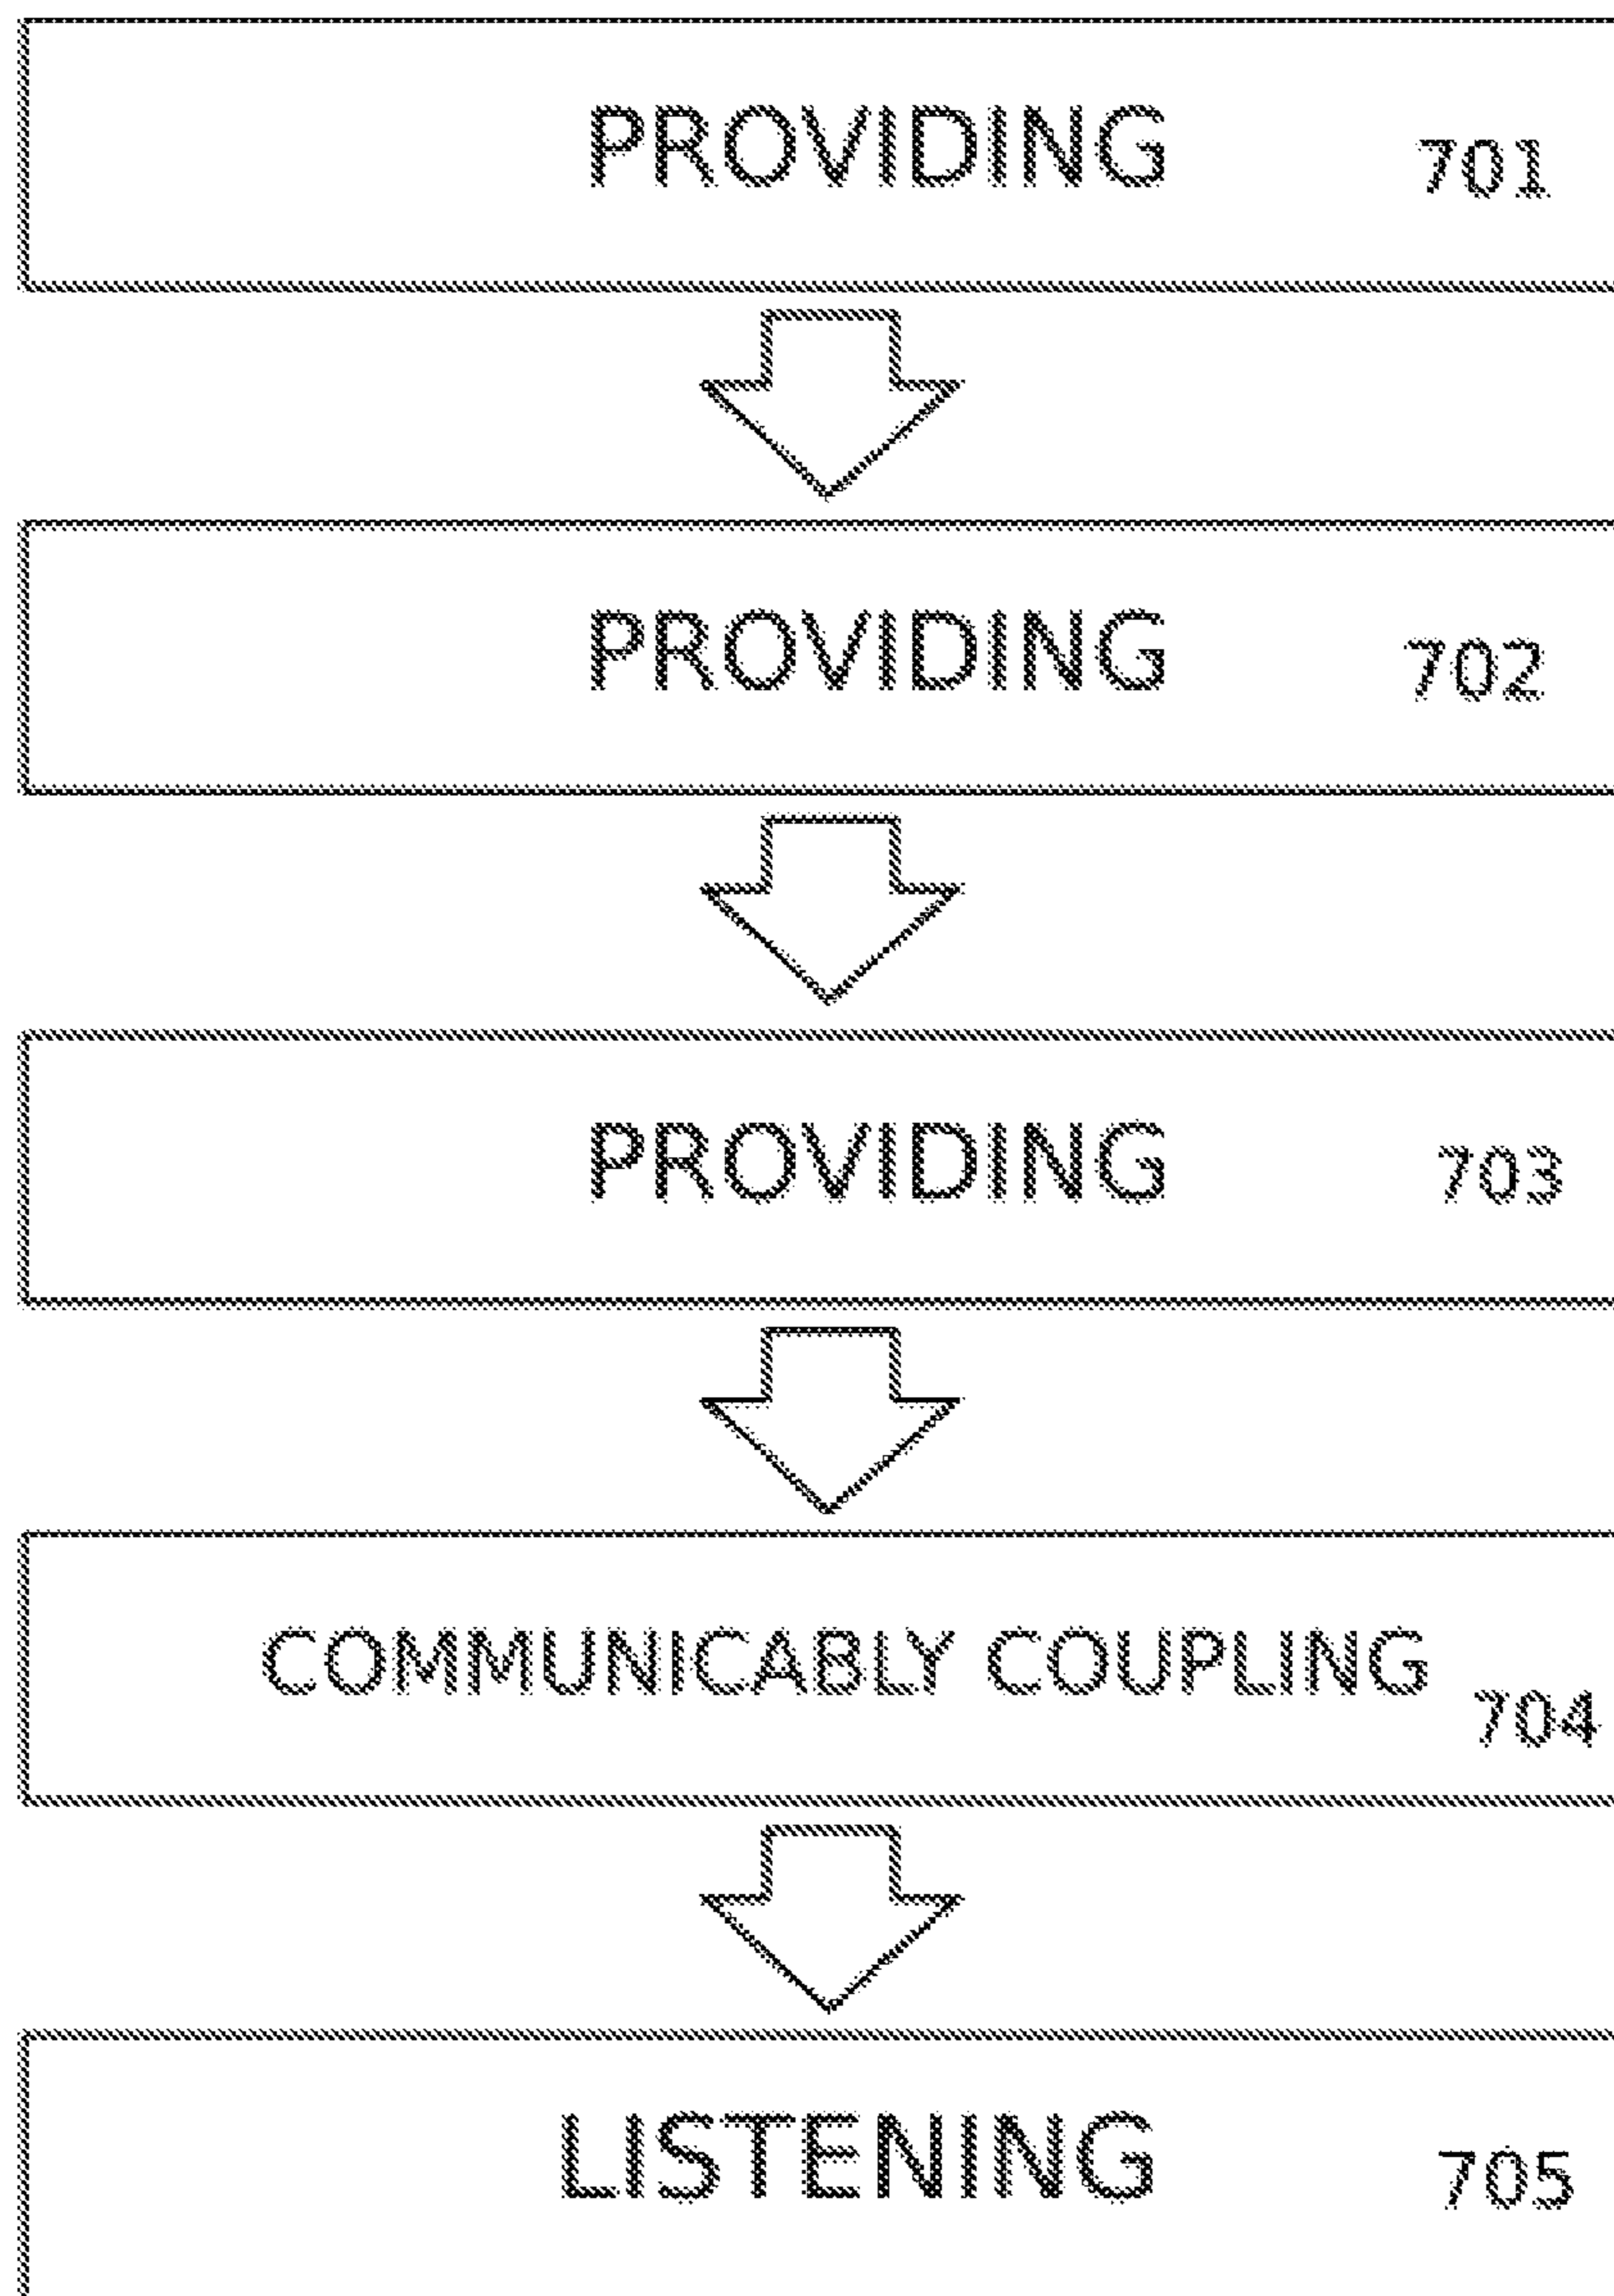 PROVIDING 701
PROVIDING 702
PROVIDING 703
COMMUNICABLY COUPLING 704
LISTENING 705